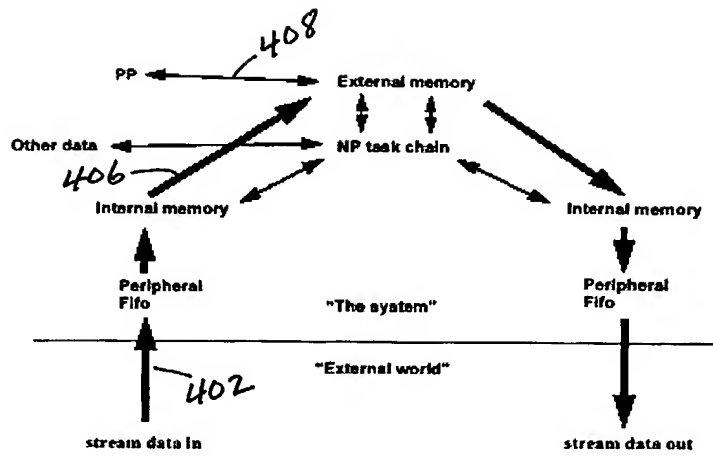 408
PP
External memory
Other data
NP task chain
406
Internal memory
Internal memory
Peripheral
Fifo
Peripheral
Fifo
"The system"
"External world"
402
stream data in
stream data out